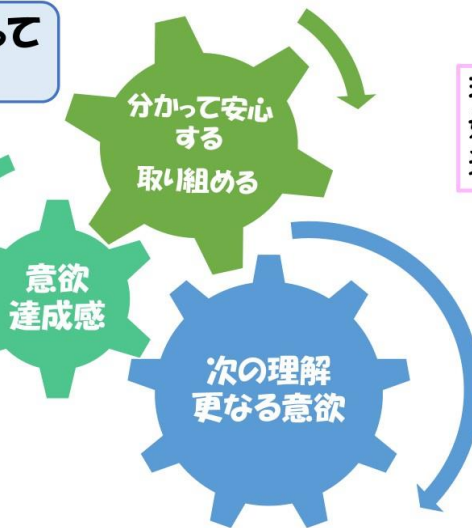 って
分かって安心
する
取り組める
意欲
達成感
次の理解
更なる意欲